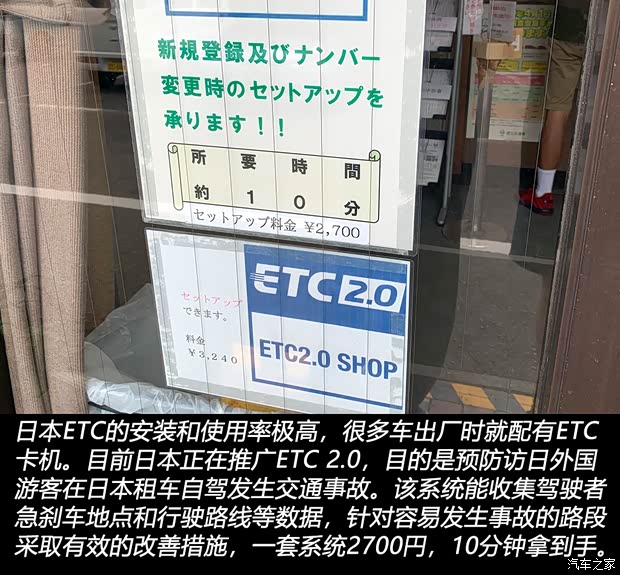 新規登録及びナンバー
変更時のセットアップを
承ります！！
所要時間
約10分
セットアップ料金 ¥2,700
ETC2.0
セットアップ
できます。
料金
¥3,240
ETC2.0 SHOP
日本ETC的安装和使用率极高，很多车出厂时就配有ETC
卡机。目前日本正在推广ETC 2.0，目的是预防访日外国
游客在日本租车自驾发生交通事故。该系统能收集驾驶者
急刹车地点和行驶路线等数据，针对容易发生事故的路段
采取有效的改善措施，一套系统2700円，10分钟拿到手。
汽车之家